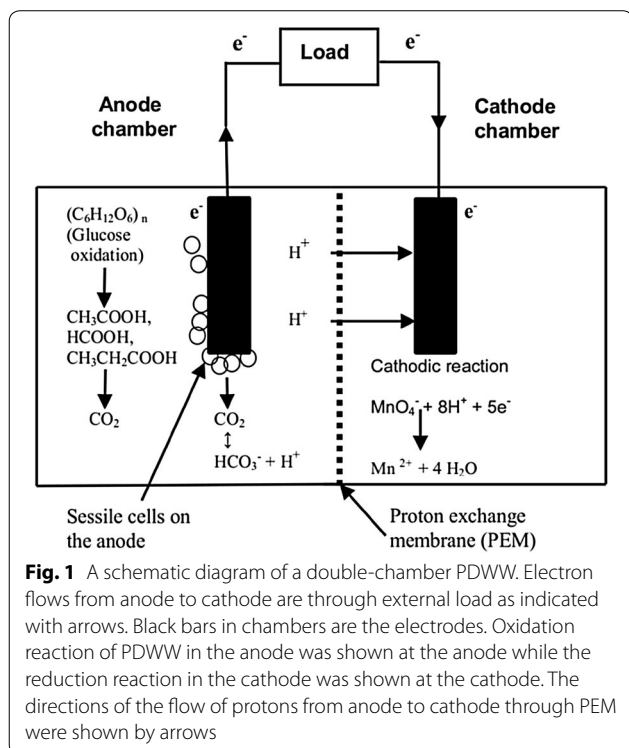 e-
Load
e-
Anode
chamber
Cathode
chamber
(C6H12O6)n
(Glucose
oxidation)
e-
e-
H+
H+
CH3COOH,
HCOOH,
CH3CH2COOH
CO2
CO2
HCO3- + H+
Cathodic reaction
MnO4- + 8H+ + 5e-
Mn 2+ + 4 H2O
Sessile cells on
the anode
Proton exchange
membrane (PEM)
Fig. 1 A schematic diagram of a double-chamber PDWW. Electron
flows from anode to cathode are through external load as indicated
with arrows. Black bars in chambers are the electrodes. Oxidation
reaction of PDWW in the anode was shown at the anode while the
reduction reaction in the cathode was shown at the cathode. The
directions of the flow of protons from anode to cathode through PEM
were shown by arrows